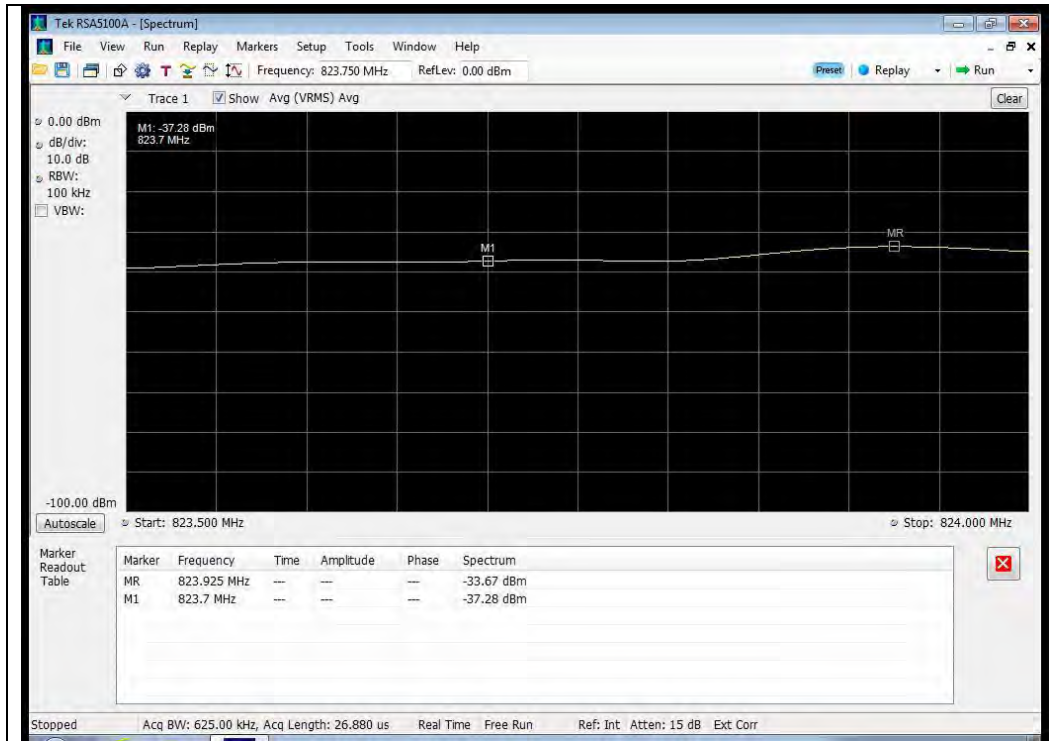 Tek RSA5100A - [Spectrum]
File View Run Replay Markers Setup Tools Window Help
T Frequency: 823.750 MHz RefLev: 0.00 dBm Preset Replay Run
Trace 1 Show Avg (VRMS) Avg Clear
0.00 dBm
dB/div:
10.0 dB
RBW:
100 kHz
VBW:
M1: -37.28 dBm
823.7 MHz
MR
M1
-100.00 dBm
Autoscale Start: 823.500 MHz Stop: 824.000 MHz
Marker
Readout
Table
Marker Frequency Time Amplitude Phase Spectrum
MR 823.925 MHz --- --- --- -33.67 dBm
M1 823.7 MHz --- --- --- -37.28 dBm
Stopped Acq BW: 625.00 kHz, Acq Length: 26.880 us Real Time Free Run Ref: Int Atten: 15 dB Ext Corr